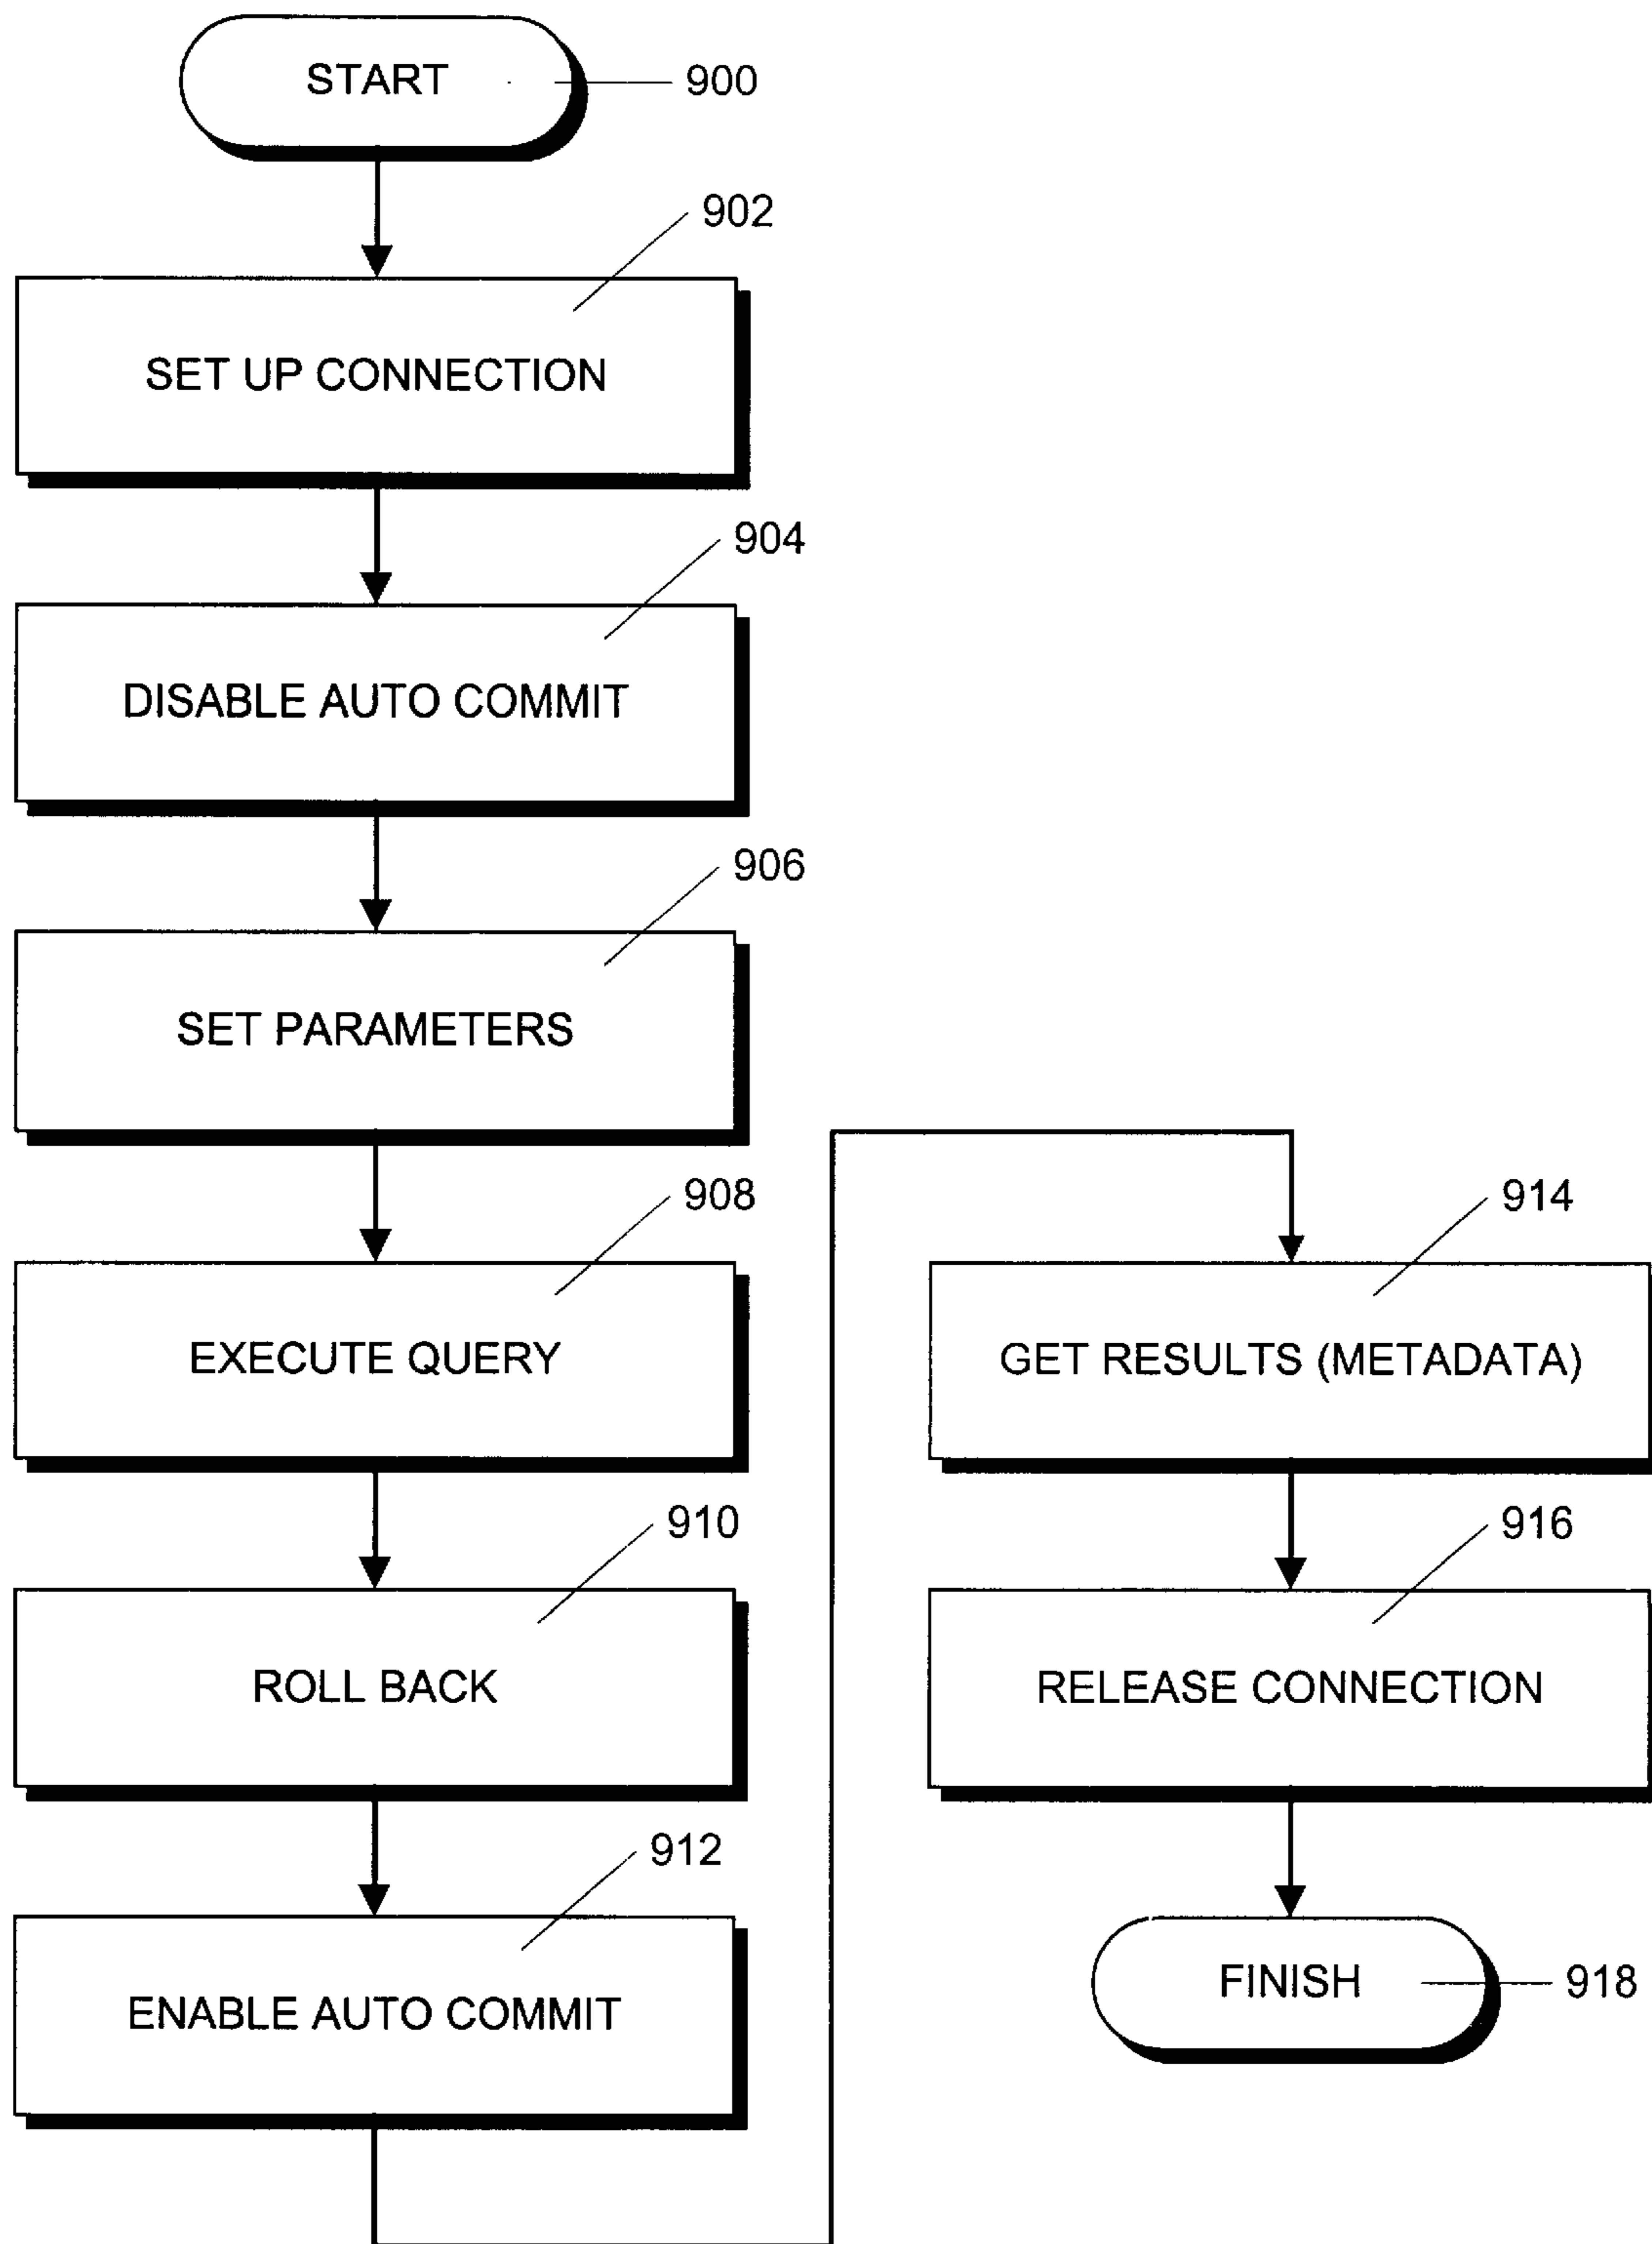 START
900
902
SET UP CONNECTION
904
DISABLE AUTO COMMIT
906
SET PARAMETERS
908
EXECUTE QUERY
910
ROLL BACK
912
ENABLE AUTO COMMIT
914
GET RESULTS (METADATA)
916
RELEASE CONNECTION
FINISH
918